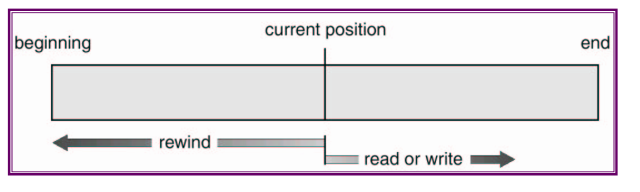 current position
beginning
end
rewind
read or write